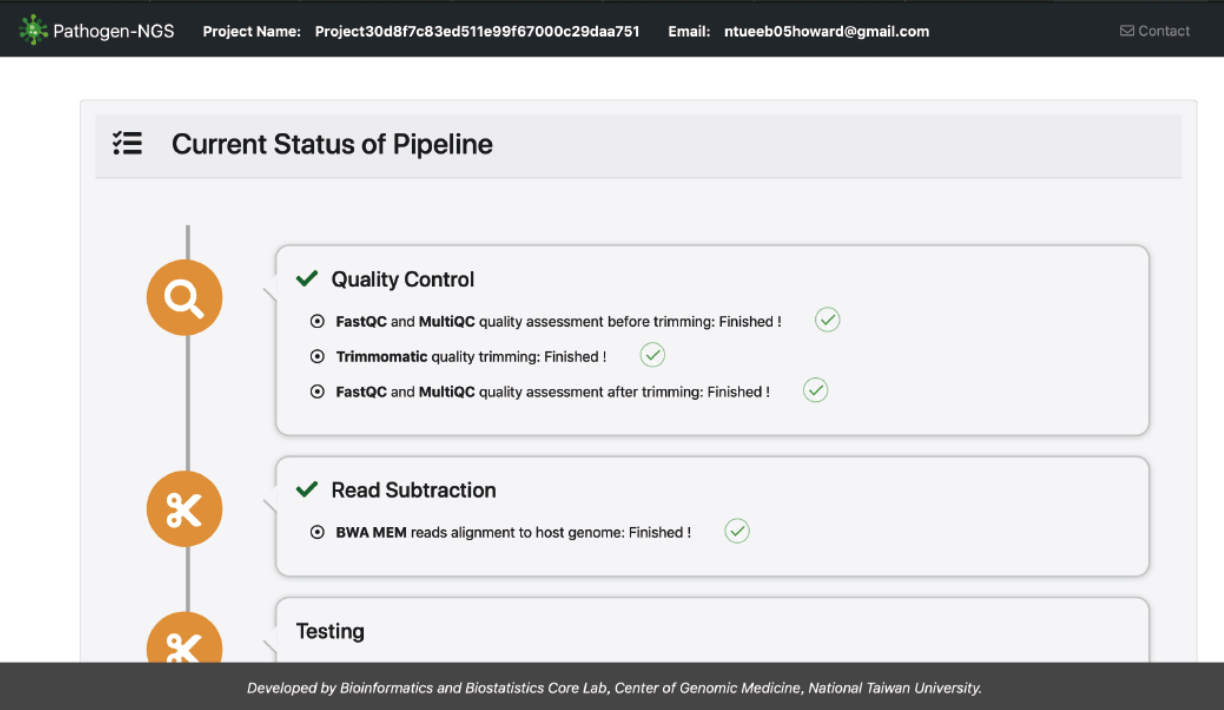 Pathogen-NGS Project Name: Project30d8f7c83ed511e99f67000c29daa751 Email: ntueeb05howard@gmail.com Contact
Current Status of Pipeline
Quality Control
FastQC and MultiQC quality assessment before trimming: Finished !
Trimmomatic quality trimming: Finished !
FastQC and MultiQC quality assessment after trimming: Finished !
Read Subtraction
BWA MEM reads alignment to host genome: Finished !
Testing
Developed by Bioinformatics and Biostatistics Core Lab, Center of Genomic Medicine, National Taiwan University.